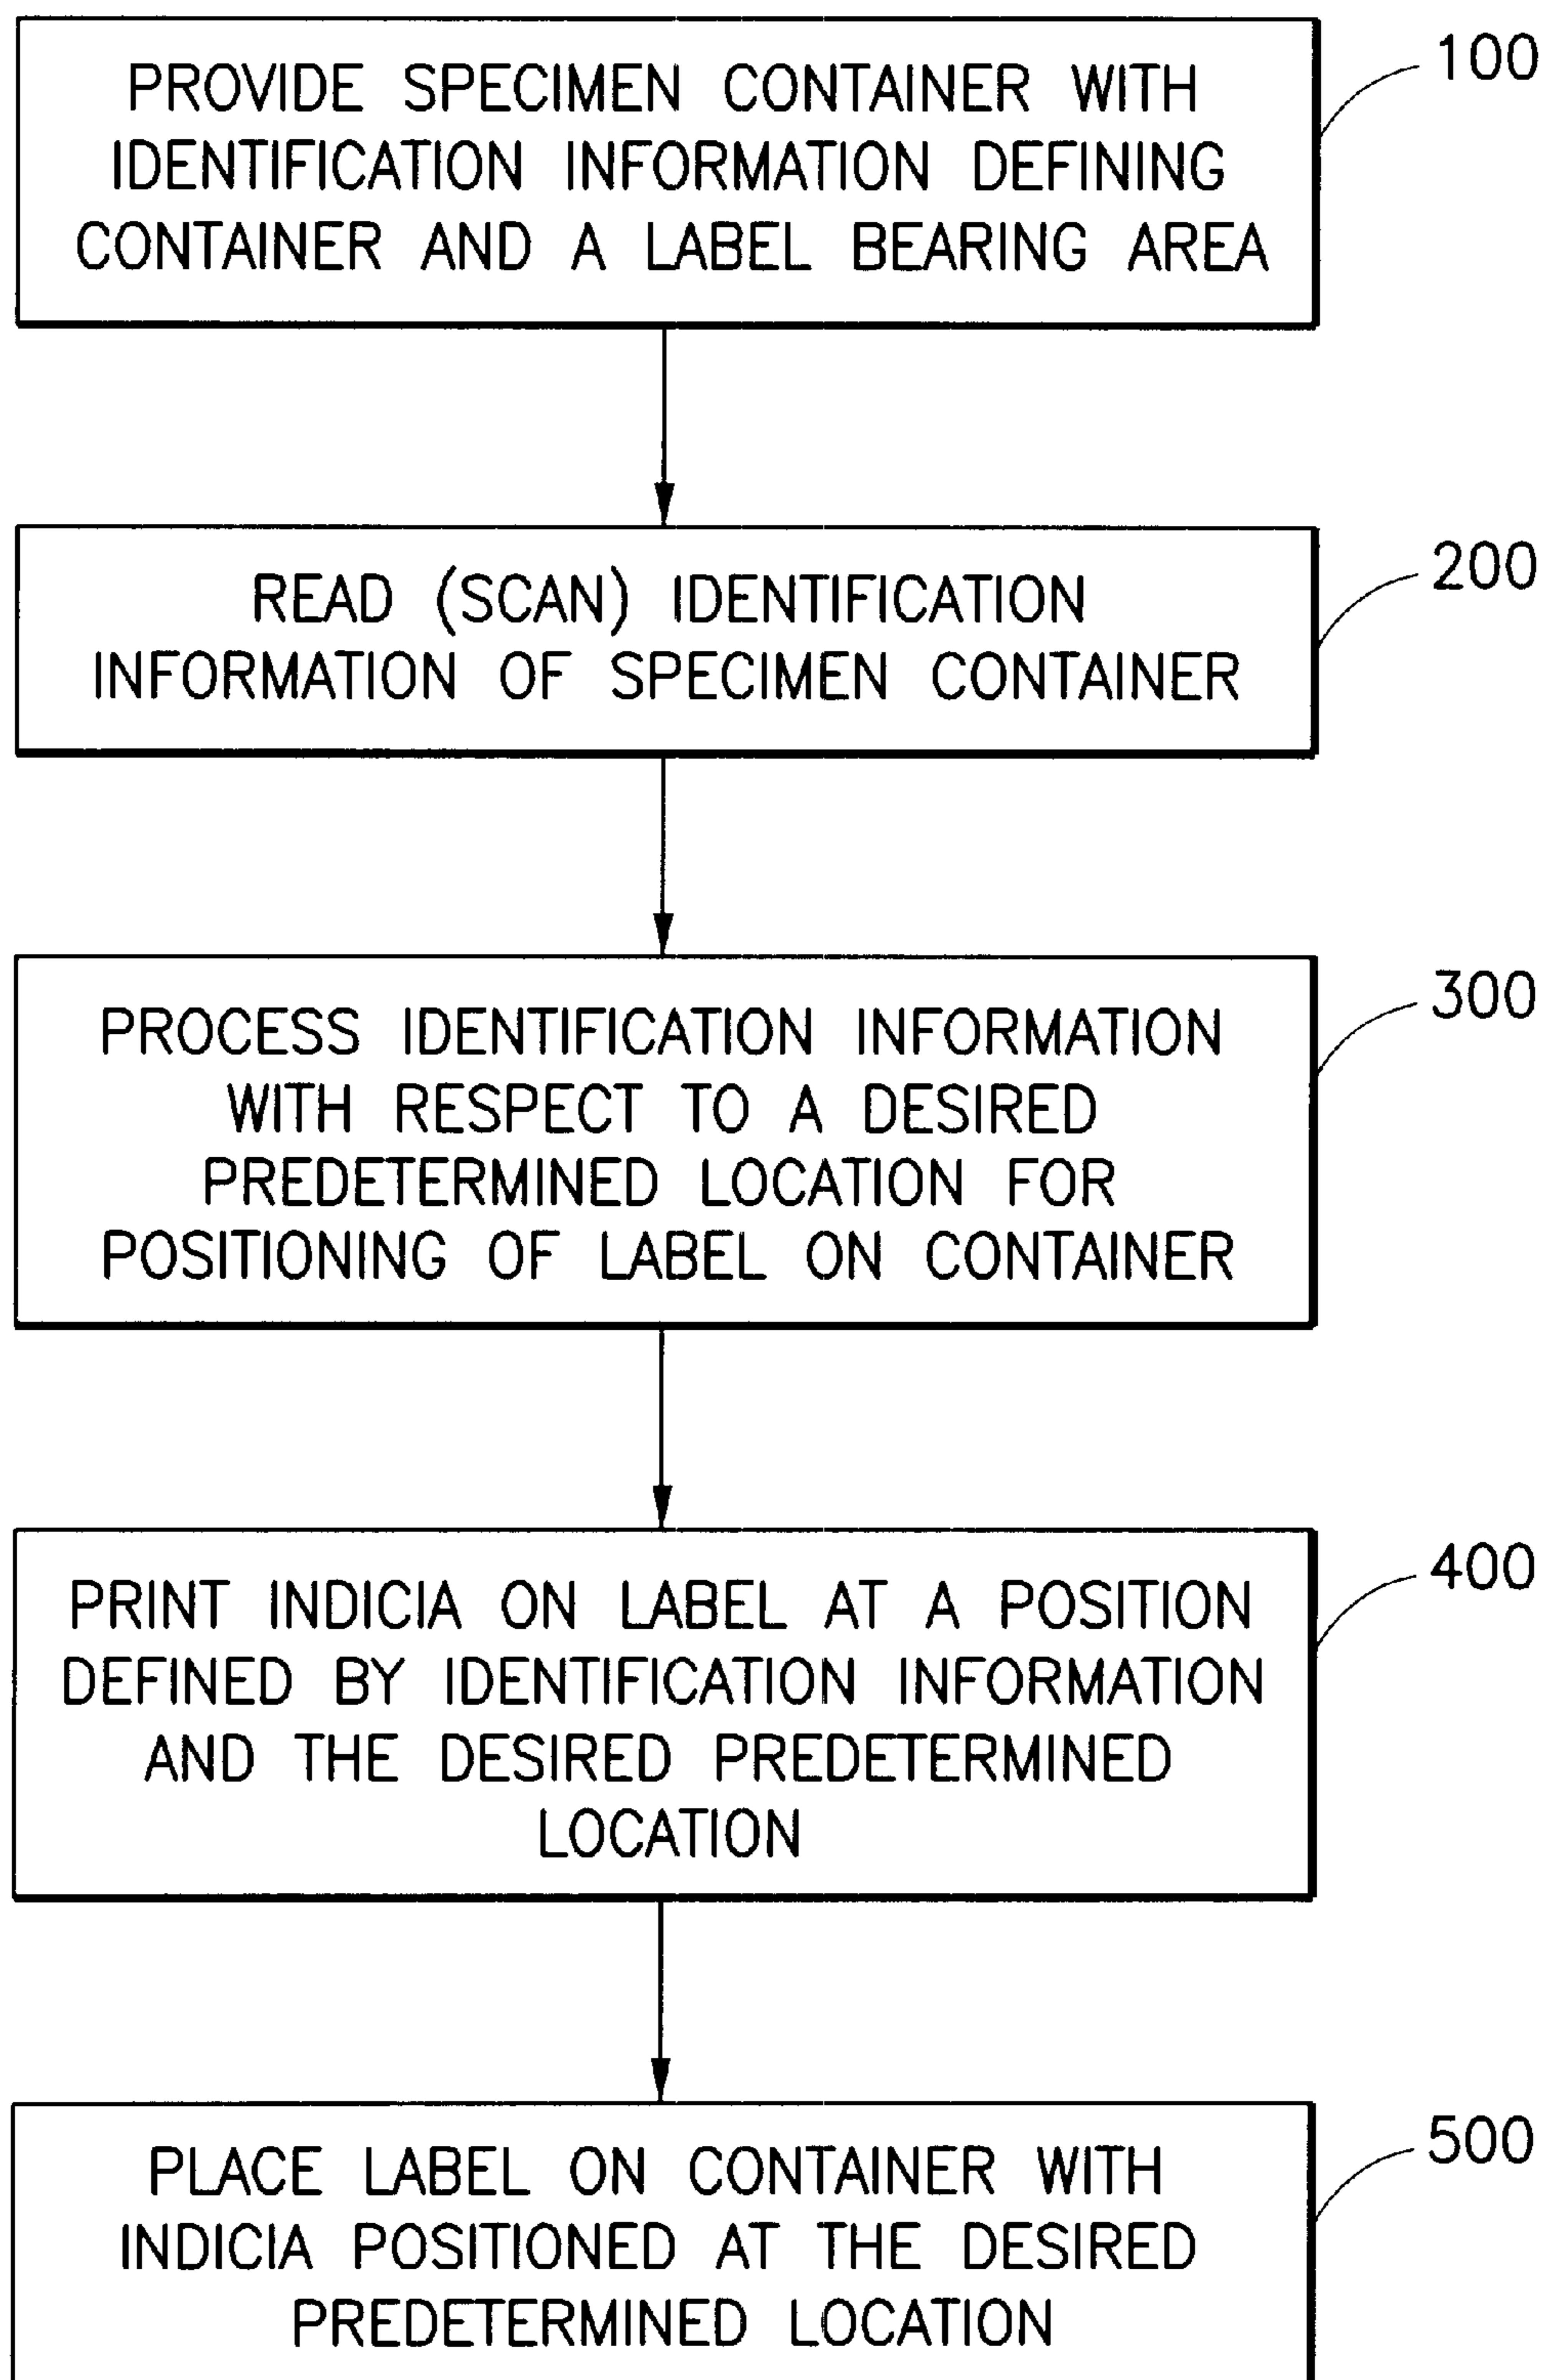 PROVIDE SPECIMEN CONTAINER WITH
IDENTIFICATION INFORMATION DEFINING
CONTAINER AND A LABEL BEARING AREA
100
READ (SCAN) IDENTIFICATION
INFORMATION OF SPECIMEN CONTAINER
200
PROCESS IDENTIFICATION INFORMATION
WITH RESPECT TO A DESIRED
PREDETERMINED LOCATION FOR
POSITIONING OF LABEL ON CONTAINER
300
PRINT INDICIA ON LABEL AT A POSITION
DEFINED BY IDENTIFICATION INFORMATION
AND THE DESIRED PREDETERMINED
LOCATION
400
PLACE LABEL ON CONTAINER WITH
INDICIA POSITIONED AT THE DESIRED
PREDETERMINED LOCATION
500